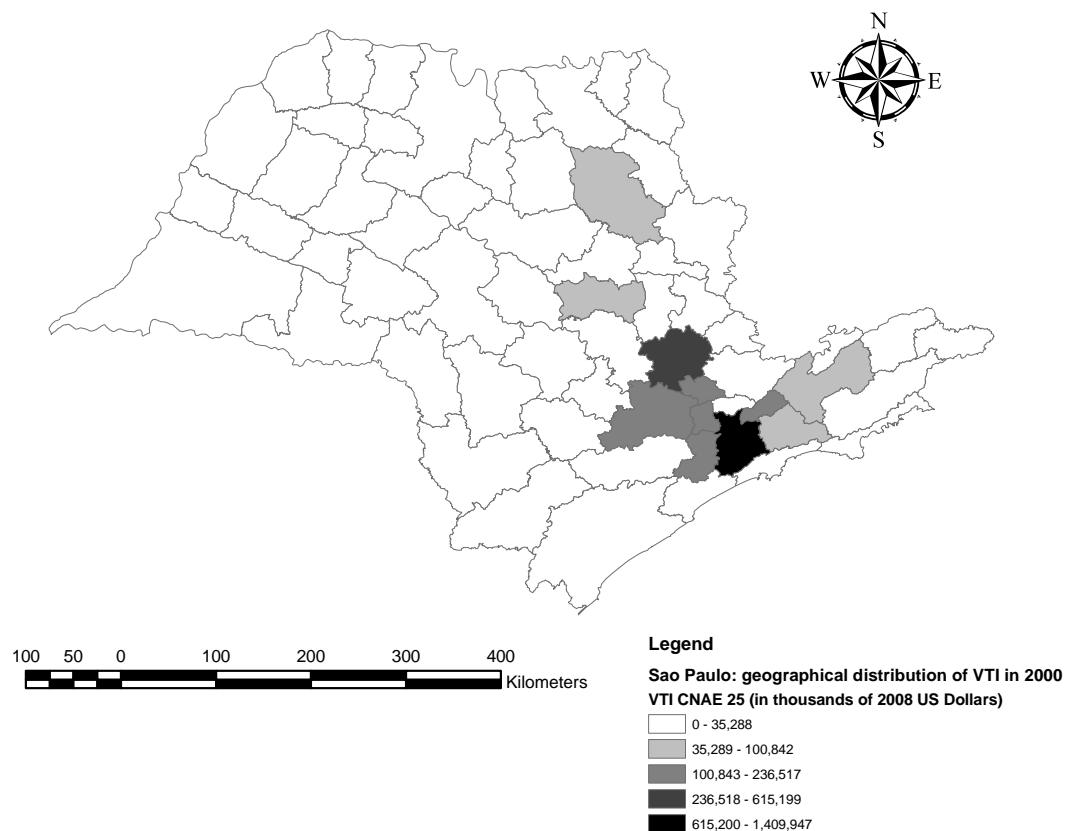 N
W E
S
100 50 0 100 200 300 400
Kilometers
Legend
Sao Paulo: geographical distribution of VTI in 2000
VTI CNAE 25 (in thousands of 2008 US Dollars)
0 - 35,288
35,289 - 100,842
100,843 - 236,517
236,518 - 615,199
615,200 - 1,409,947